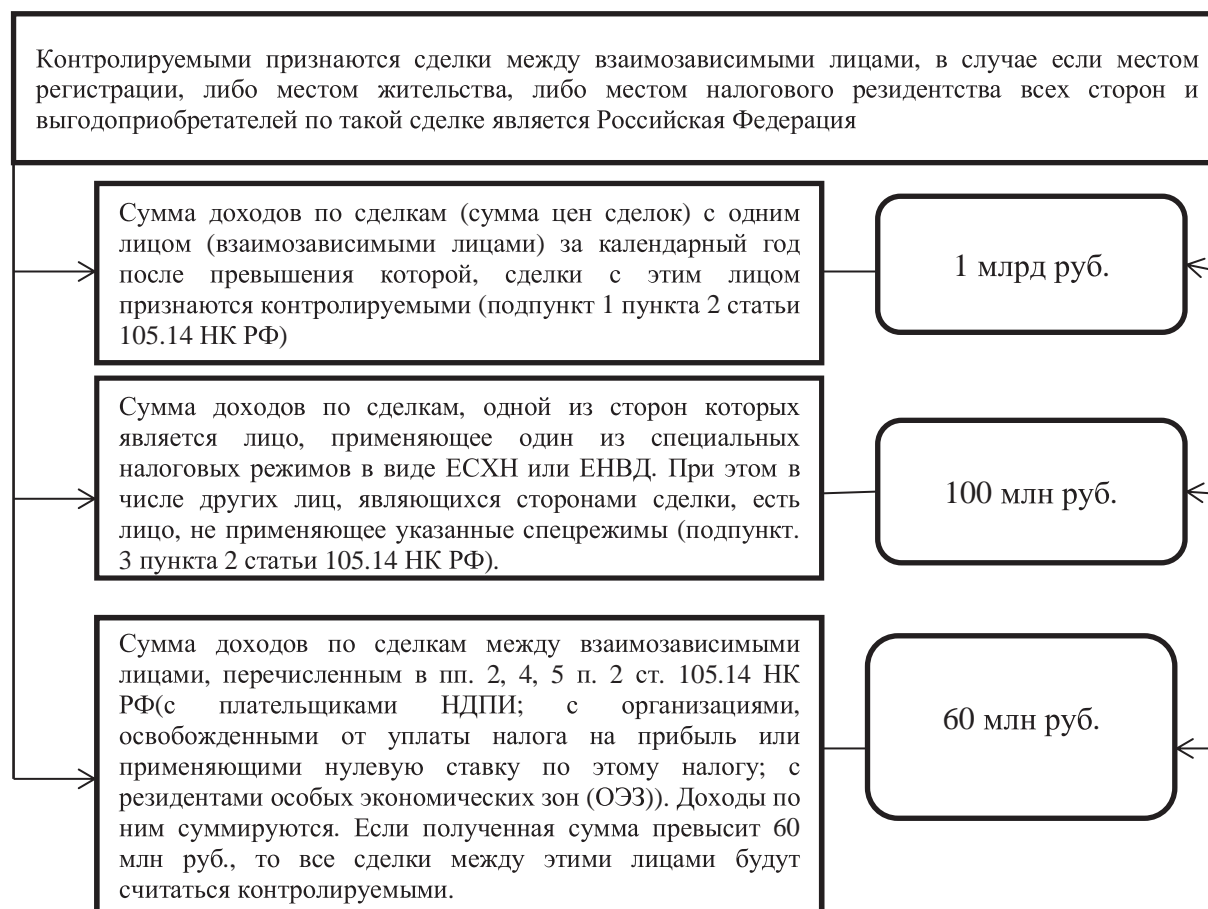 Контролируемыми признаются сделки между взаимозависимыми лицами, в случае если местом
регистрации, либо местом жительства, либо местом налогового резидентства всех сторон и
выгодоприобретателей по такой сделке является Российская Федерация
Сумма доходов по сделкам (сумма цен сделок) с одним
лицом (взаимозависимыми лицами) за календарный год
после превышения которой, сделки с этим лицом
признаются контролируемыми (подпункт 1 пункта 2 статьи
105.14 НК РФ)
1 млрд руб.
Сумма доходов по сделкам, одной из сторон которых
является лицо, применяющее один из специальных
налоговых режимов в виде ЕСХН или ЕНВД. При этом в
числе других лиц, являющихся сторонами сделки, есть
лицо, не применяющее указанные спецрежимы (подпункт.
3 пункта 2 статьи 105.14 НК РФ).
100 млн руб.
Сумма доходов по сделкам между взаимозависимыми
лицами, перечисленным в пп. 2, 4, 5 п. 2 ст. 105.14 НК
РФ(с плательщиками НДПИ; с организациями,
освобожденными от уплаты налога на прибыль или
применяющими нулевую ставку по этому налогу; с
резидентами особых экономических зон (ОЭЗ)). Доходы по
ним суммируются. Если полученная сумма превысит 60
млн руб., то все сделки между этими лицами будут
считаться контролируемыми.
60 млн руб.